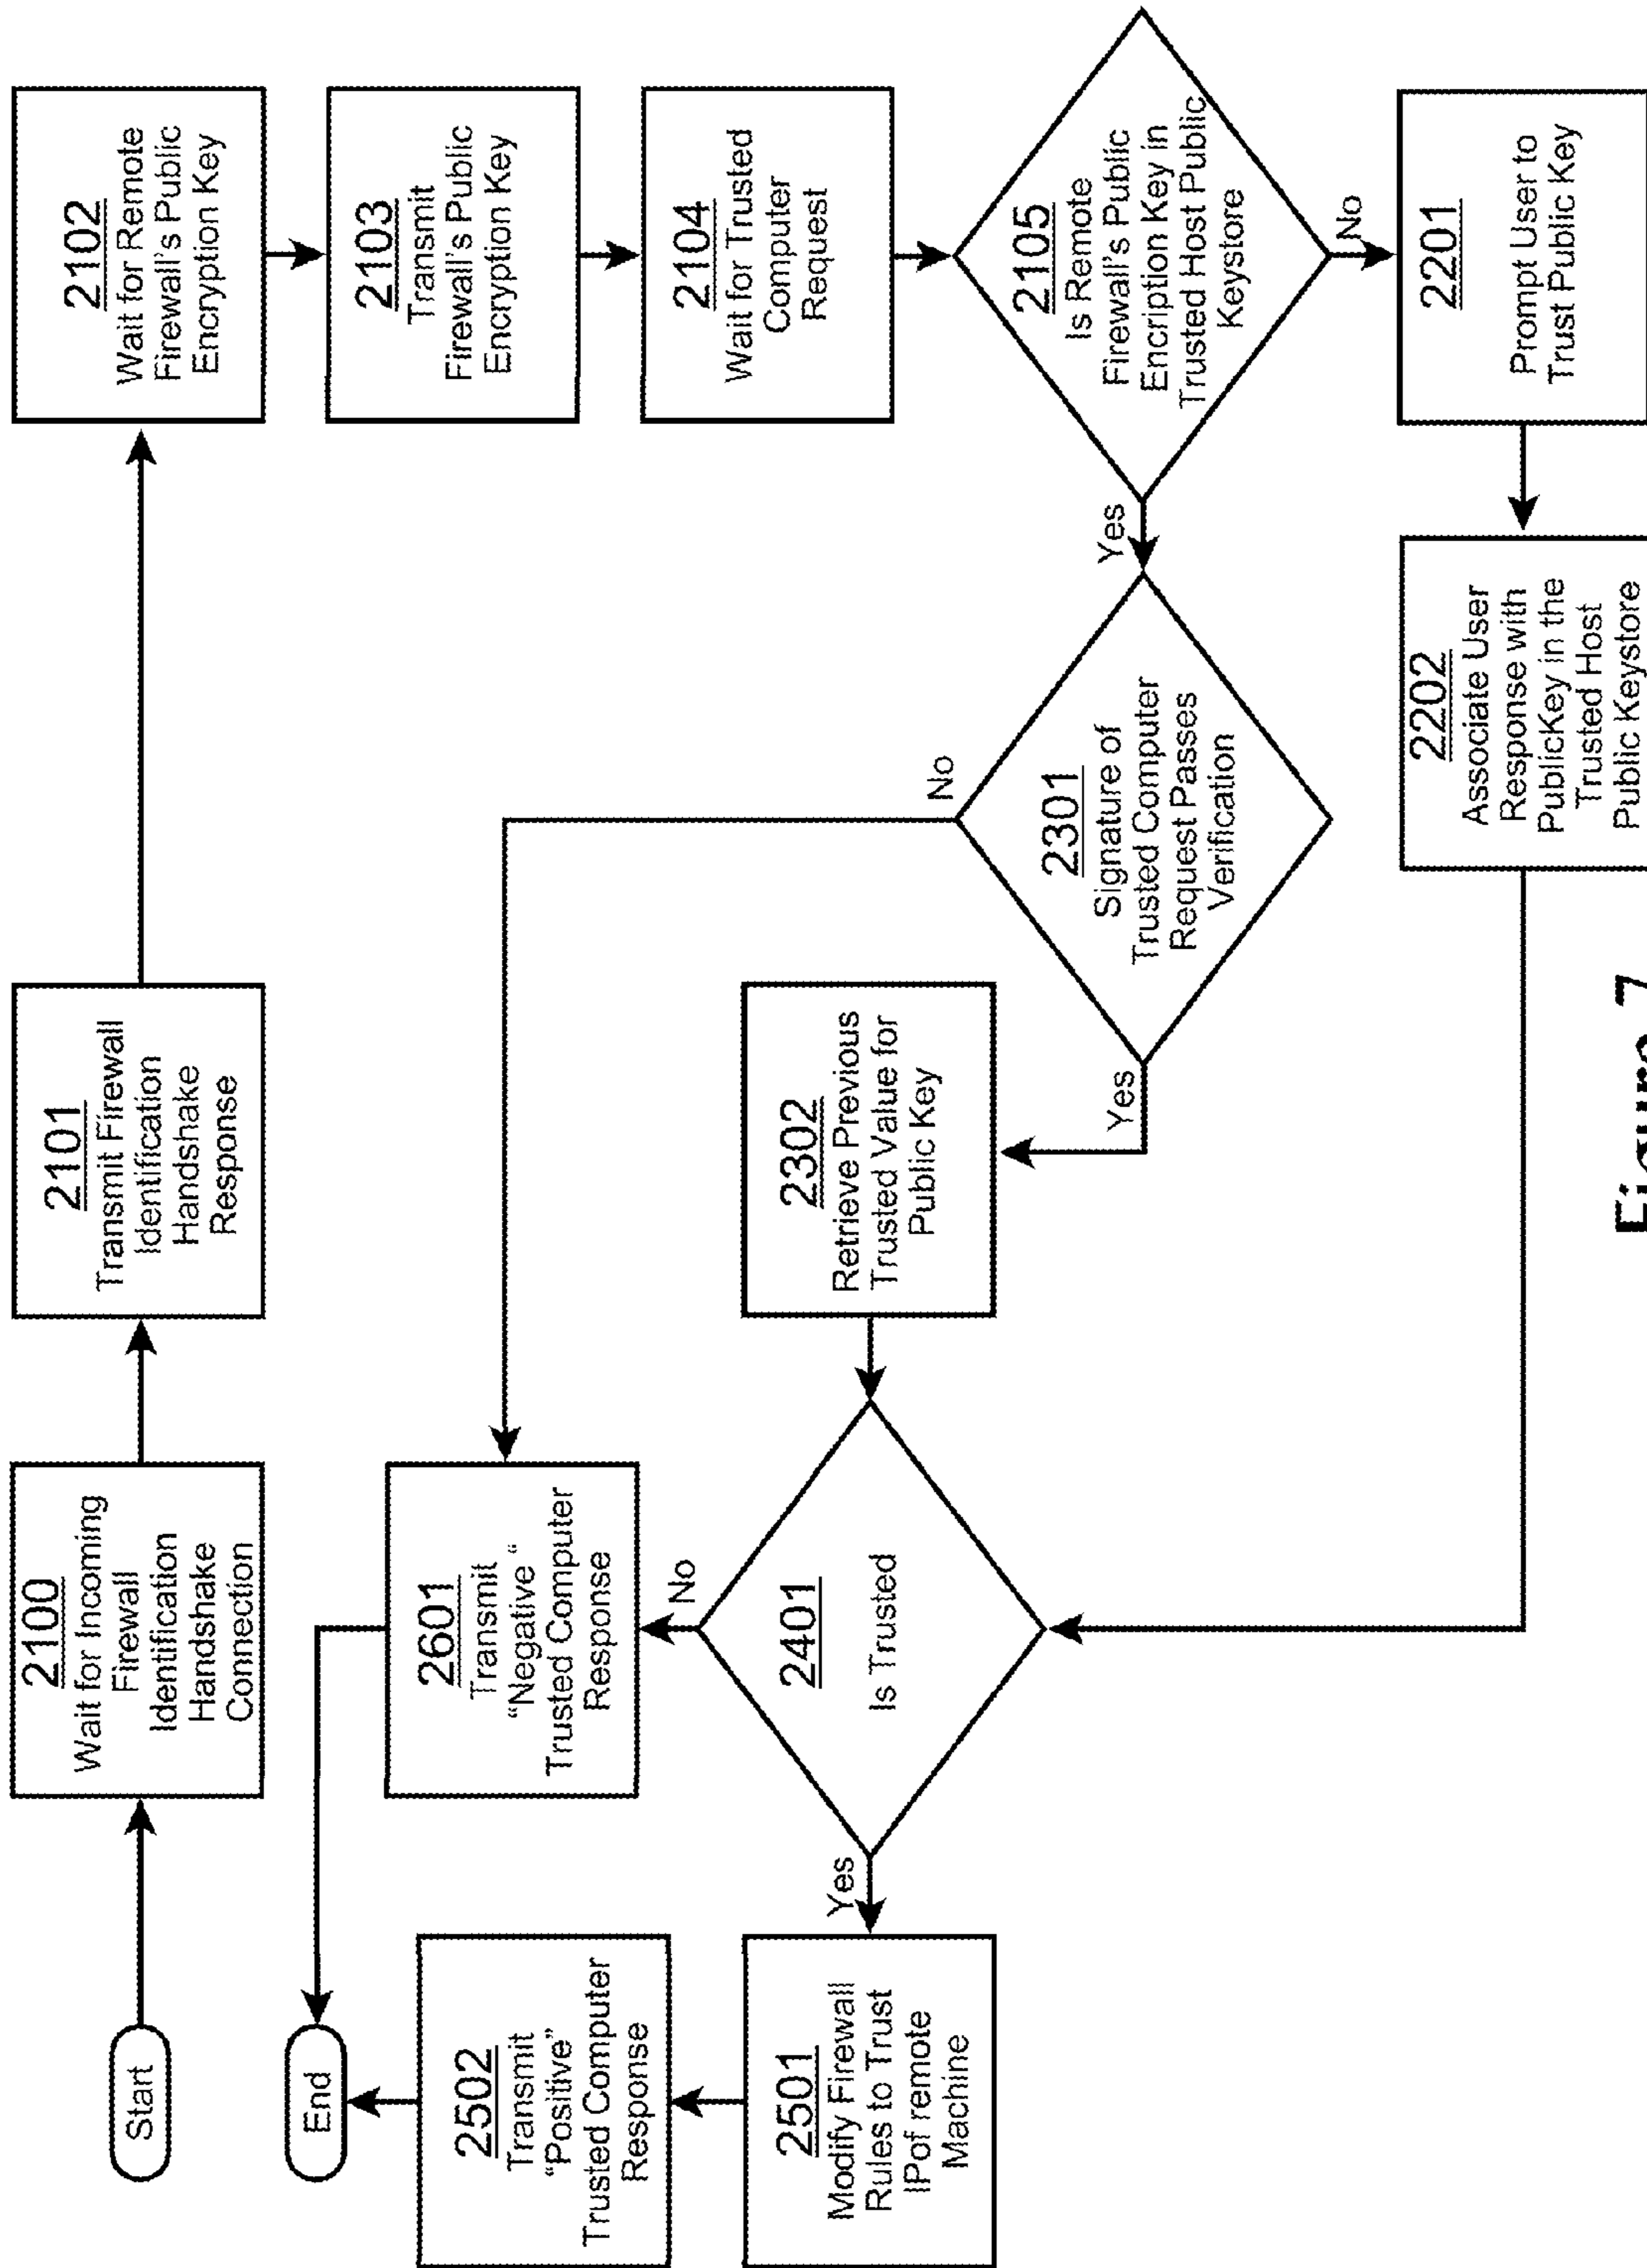 Start
2100
Wait for Incoming
Firewall
Identification
Handshake
Connection
2101
Transmit Firewall
Identification
Handshake
Response
2102
Wait for Remote
Firewall's Public
Encryption Key
2103
Transmit
Firewall's Public
Encryption Key
2104
Wait for Trusted
Computer
Request
2105
Is Remote
Firewall's Public
Encription Key in
Trusted Host Public
Keystore
Yes
No
2201
Prompt User to
Trust Public Key
2202
Associate User
Response with
PublicKey in the
Trusted Host
Public Keystore
2301
Signature of
Trusted Computer
Request Passes
Verification
No
Yes
2302
Retrieve Previous
Trusted Value for
Public Key
2401
Is Trusted
No
Yes
2601
Transmit
“Negative “
Trusted Computer
Response
2501
Modify Firewall
Rules to Trust
IPof remote
Machine
2502
Transmit
“Positive”
Trusted Computer
Response
End
Figure 7